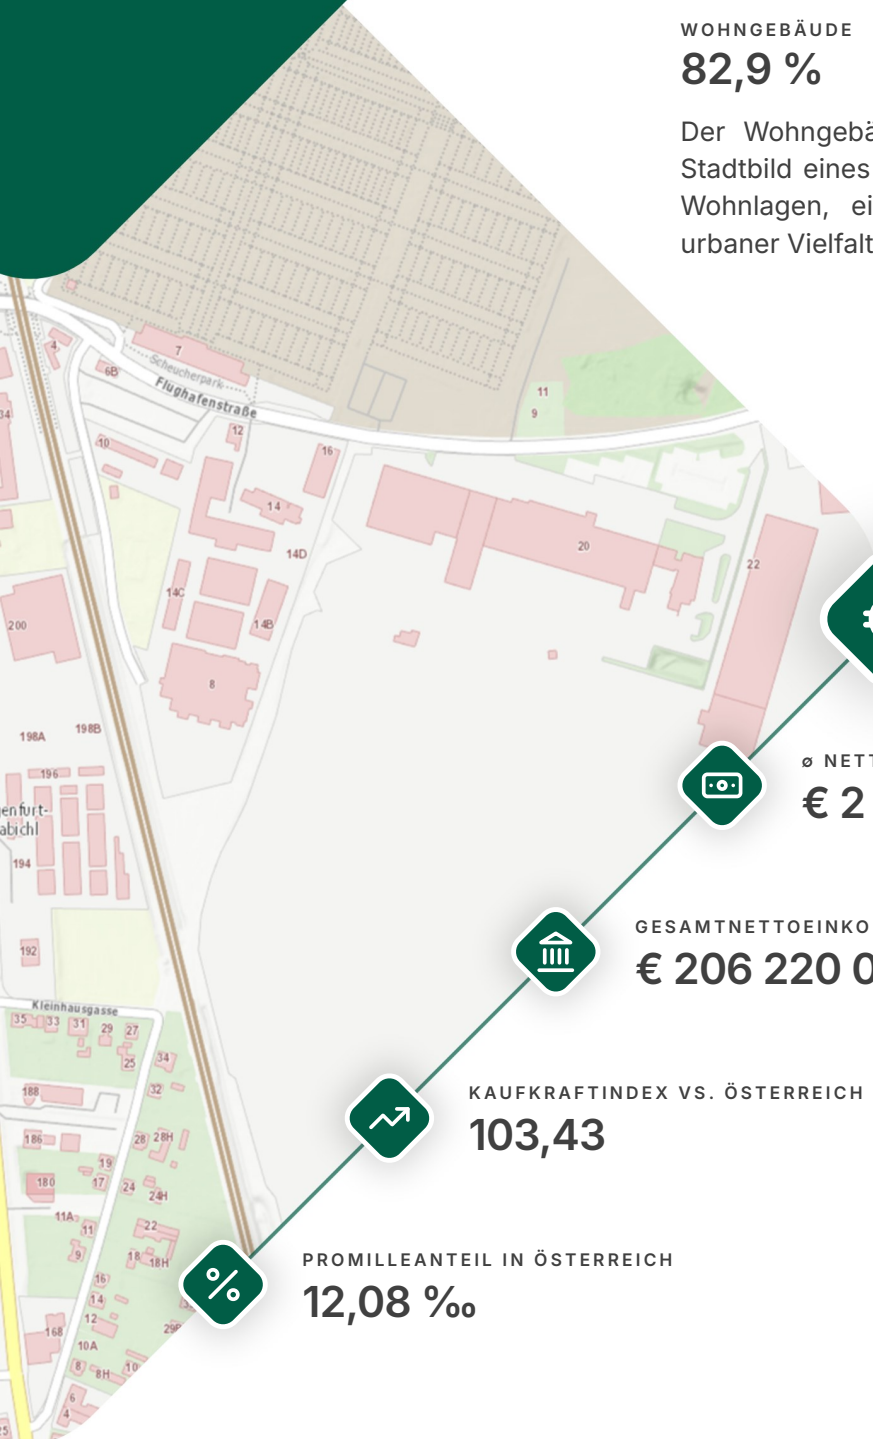 WOHNGEBÄUDE
82,9 %
Der Wohngebä
Stadtbild eines
Wohnlagen, ei
urbaner Vielfalt
4
6B
7
Scheucherpark
Flughafenstraße
11
9
34
10
12
16
14
14D
20
22
14C
14B
200
8
198A
198B
196
enfurt-
abichl
194
192
Kleinhausgasse
35
33
31
29
27
25
34
188
32
186
28
28H
19
180
17
24
24H
11A
11
22
9
18
18H
16
14
12
168
29F
10A
8
8H
10
6
4
25
ø NETT
€ 2
GESAMTNETTOEINKO
€ 206 220 0
KAUFKRAFTINDEX VS. ÖSTERREICH
103,43
PROMILLEANTEIL IN ÖSTERREICH
12,08 ‰